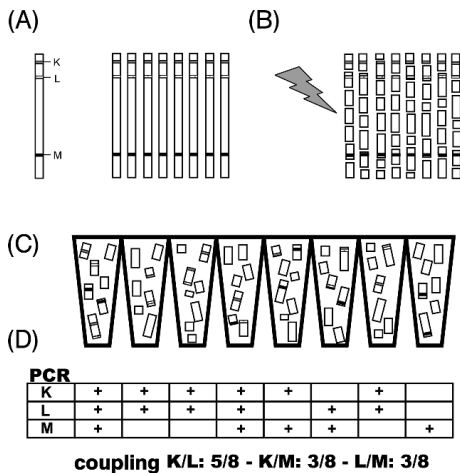 (A)
(B)
K
L
M
(C)
(D)
PCR
K + + + + + +
L + + + + + +
M + + + + +
coupling K/L: 5/8 - K/M: 3/8 - L/M: 3/8